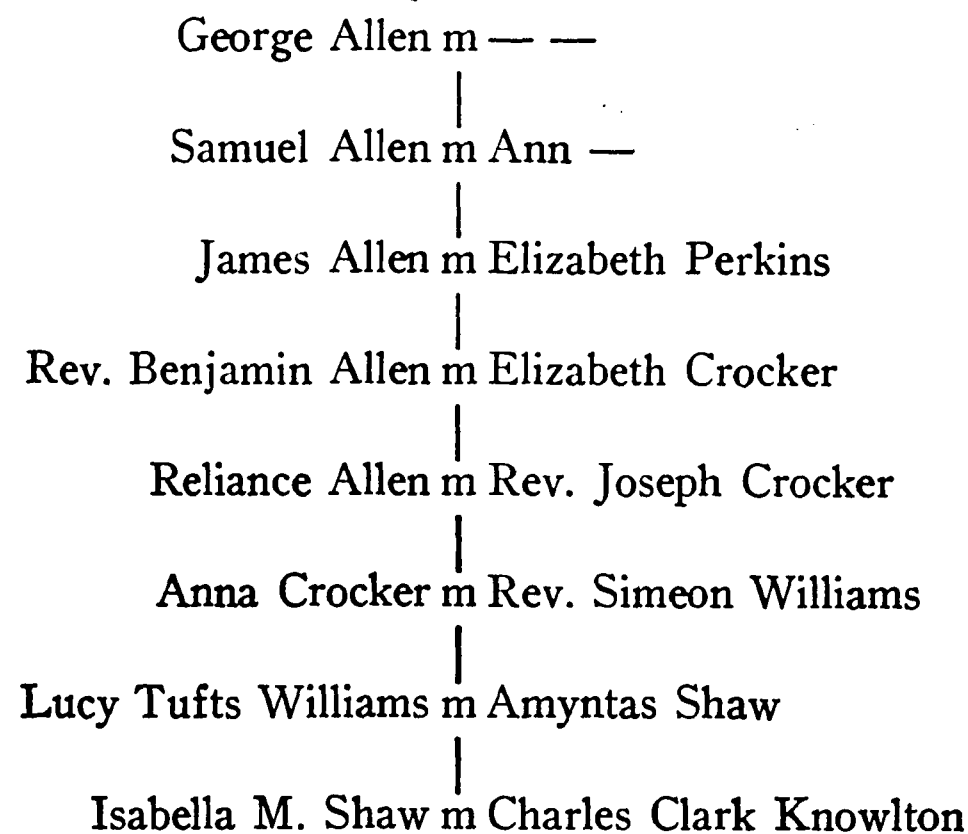 George Allen m — —
Samuel Allen m Ann —
James Allen m Elizabeth Perkins
Rev. Benjamin Allen m Elizabeth Crocker
Reliance Allen m Rev. Joseph Crocker
Anna Crocker m Rev. Simeon Williams
Lucy Tufts Williams m Amyntas Shaw
Isabella M. Shaw m Charles Clark Knowlton